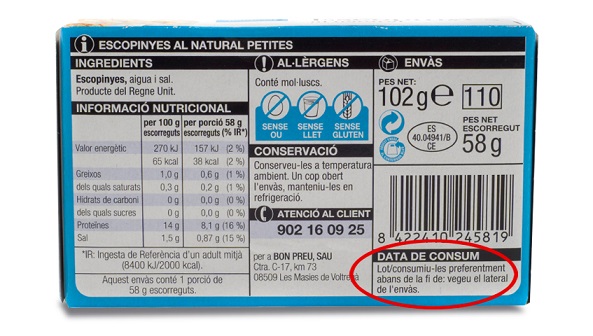 i ESCOPINYES AL NATURAL PETITES
INGREDIENTS
Escopinyes, aigua i sal.
Producte del Regne Unit.
INFORMACIÓ NUTRICIONAL
per 100 g per porció 58 g
escorreguts escorreguts (% IR*)
Valor energètic 270 kJ 157 kJ (2 %)
65 kcal 38 kcal (2 %)
Greixos 1,0 g 0,6 g (1 %)
dels quals saturats 0,3 g 0,2 g (1 %)
Hidrats de carboni 0 g 0,0 g (0 %)
dels quals sucres 0 g 0,0 g (0 %)
Proteïnes 14 g 8,1 g (16 %)
Sal 1,5 g 0,87 g (15 %)
*IR: Ingesta de Referència d'un adult mitjà
(8400 kJ/2000 kcal).
Aquest envàs conté 1 porció de
58 g escorreguts.
AL·LÈRGENS
Conté mol·luscs.
SENSE OU
SENSE LLET
SENSE GLUTEN
CONSERVACIÓ
Conserveu-les a temperatura
ambient. Un cop obert
l'envàs, manteniu-les en
refrigeració.
ATENCIÓ AL CLIENT
902 16 09 25
per a BON PREU, SAU
Ctra. C-17, km 73
08509 Les Masies de Voltregà
ENVÀS
PES NET:
102 g e 110
ES
40.04941/B
CE
PES NET
ESCORREGUT
58 g
8 422410 245819
DATA DE CONSUM
Lot/consumiu-les preferentment
abans de la fi de: vegeu el lateral
de l'envàs.